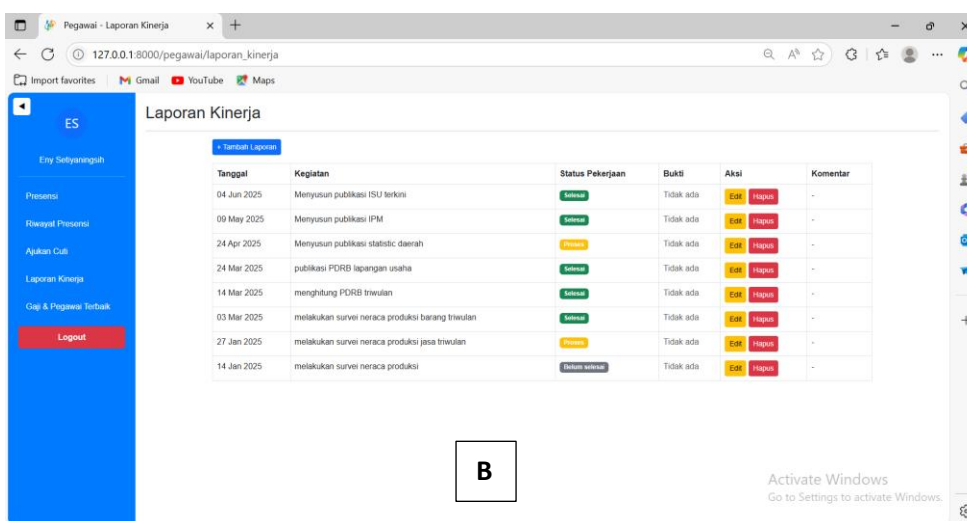 Pegawai - Laporan Kinerja
127.0.0.1:8000/pegawai/laporan_kinerja
Import favorites
Gmail
YouTube
Maps
ES
Eny Setiyaningsih
Presensi
Riwayat Presensi
Ajukan Cuti
Laporan Kinerja
Gaji & Pegawai Terbaik
Logout
Laporan Kinerja
+ Tambah Laporan
Tanggal Kegiatan Status Pekerjaan Bukti Aksi Komentar
04 Jun 2025 Menyusun publikasi ISU terkini Selesai Tidak ada Edit Hapus -
09 May 2025 Menyusun publikasi IPM Selesai Tidak ada Edit Hapus -
24 Apr 2025 Menyusun publikasi statistic daerah Proses Tidak ada Edit Hapus -
24 Mar 2025 publikasi PDRB lapangan usaha Selesai Tidak ada Edit Hapus -
14 Mar 2025 menghitung PDRB triwulan Selesai Tidak ada Edit Hapus -
03 Mar 2025 melakukan survei neraca produksi barang triwulan Selesai Tidak ada Edit Hapus -
27 Jan 2025 melakukan survei neraca produksi jasa triwulan Proses Tidak ada Edit Hapus -
14 Jan 2025 melakukan survei neraca produksi Belum selesai Tidak ada Edit Hapus -
B
Activate Windows
Go to Settings to activate Windows.